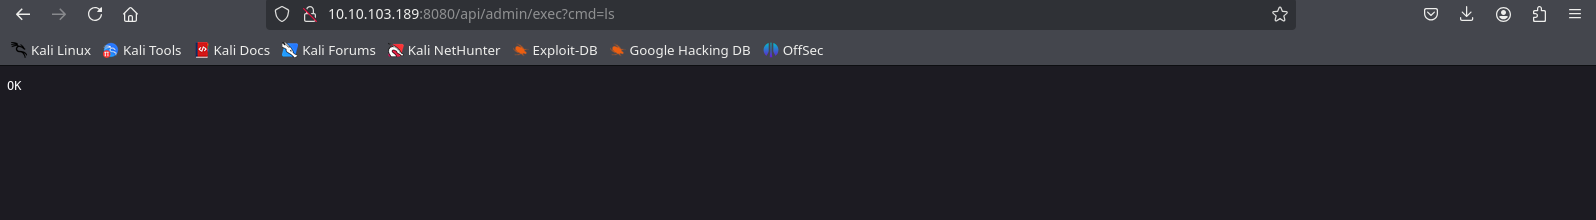 10.10.103.189:8080/api/admin/exec?cmd=ls
Kali Linux Kali Tools Kali Docs Kali Forums Kali NetHunter Exploit-DB Google Hacking DB OffSec
OK